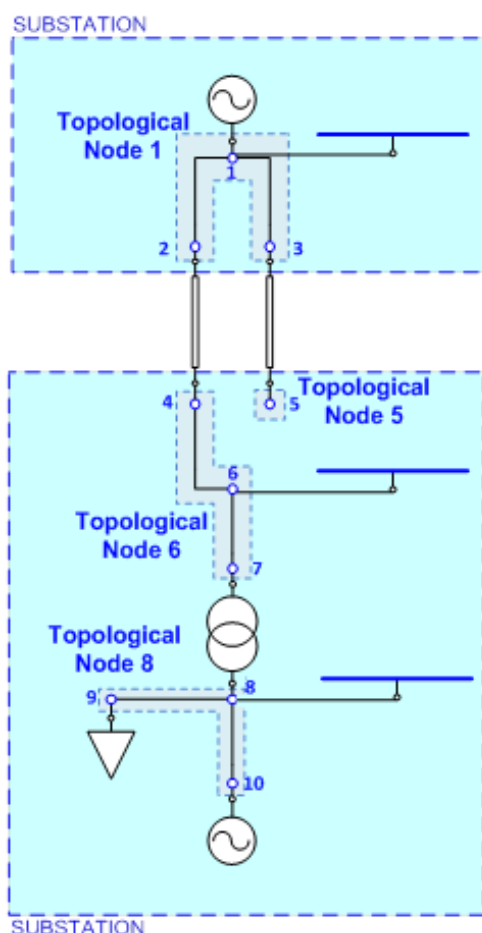 SUBSTATION
Topological
Node 1
1
2
3
4
5
Topological
Node 5
6
Topological
Node 6
7
Topological
Node 8
8
9
10
SUBSTATION